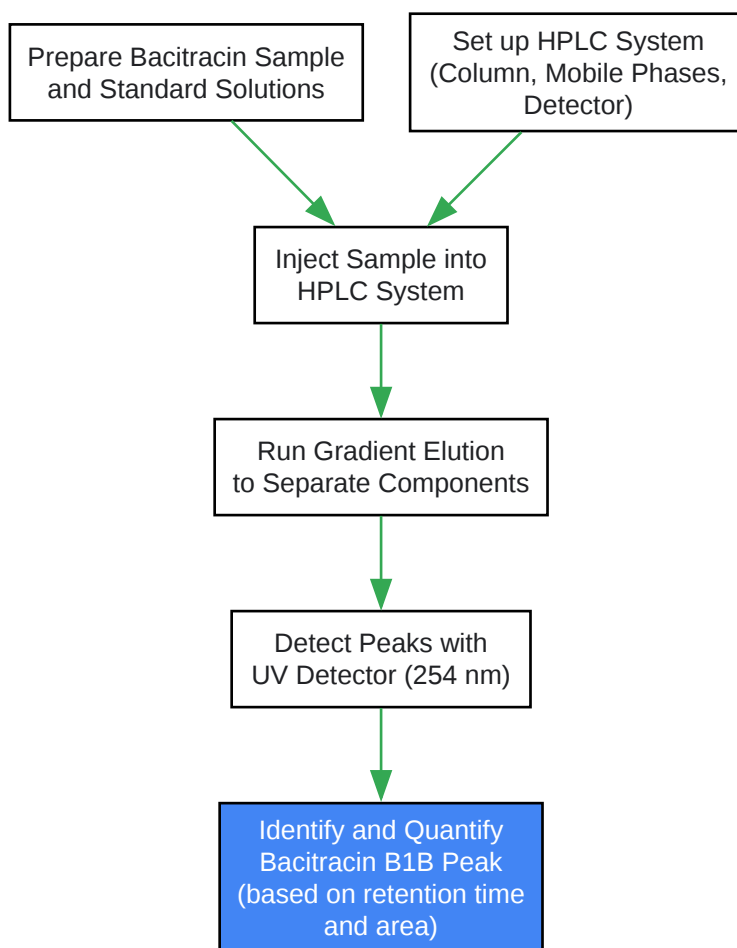 Prepare Bacitracin Sample
and Standard Solutions
Set up HPLC System
(Column, Mobile Phases,
Detector)
Inject Sample into
HPLC System
Run Gradient Elution
to Separate Components
Detect Peaks with
UV Detector (254 nm)
Identify and Quantify
Bacitracin B1B Peak
(based on retention time
and area)